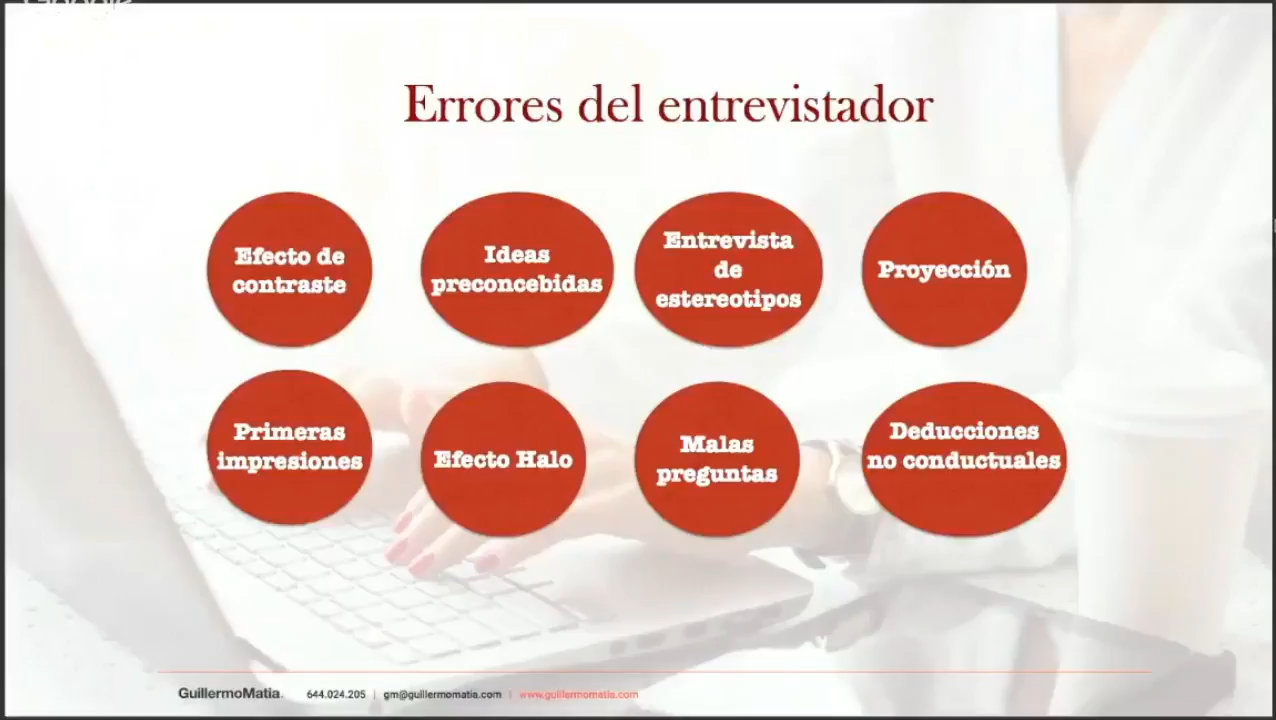 Errores del entrevistador
Efecto de
contraste
Ideas
preconcebidas
Entrevista
de
estereotipos
Proyección
Primeras
impresiones
Efecto Halo
Malas
preguntas
Deducciones
no conductuales
GuillermoMatia. 644.024.205 | gm@guillermomatia.com | www.guillermomatia.com